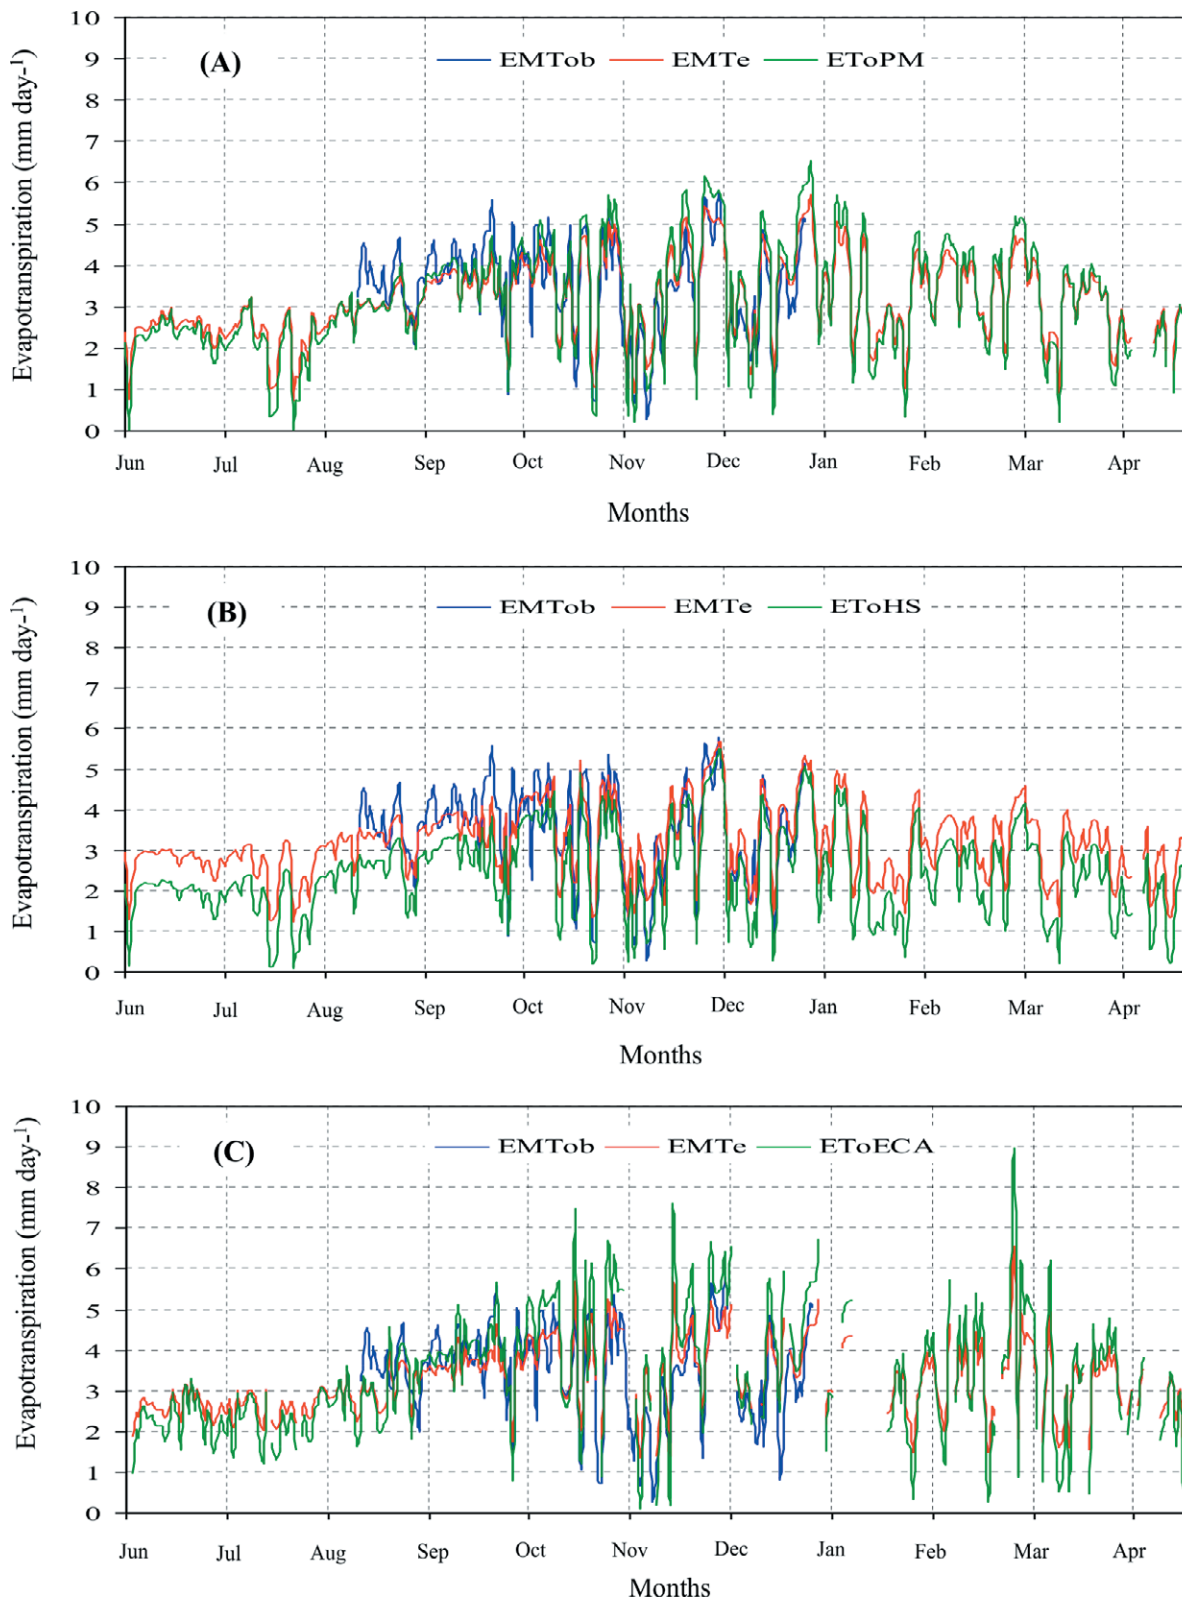 (A)
EMTob EMTe EToPM
Evapotranspiration (mm day-1)
10
9
8
7
6
5
4
3
2
1
0
Jun Jul Aug Sep Oct Nov Dec Jan Feb Mar Apr
Months
(B)
EMTob EMTe EToHS
Evapotranspiration (mm day-1)
10
9
8
7
6
5
4
3
2
1
0
Jun Jul Aug Sep Oct Nov Dec Jan Feb Mar Apr
Months
(C)
EMTob EMTe EToECA
Evapotranspiration (mm day-1)
10
9
8
7
6
5
4
3
2
1
0
Jun Jul Aug Sep Oct Nov Dec Jan Feb Mar Apr
Months